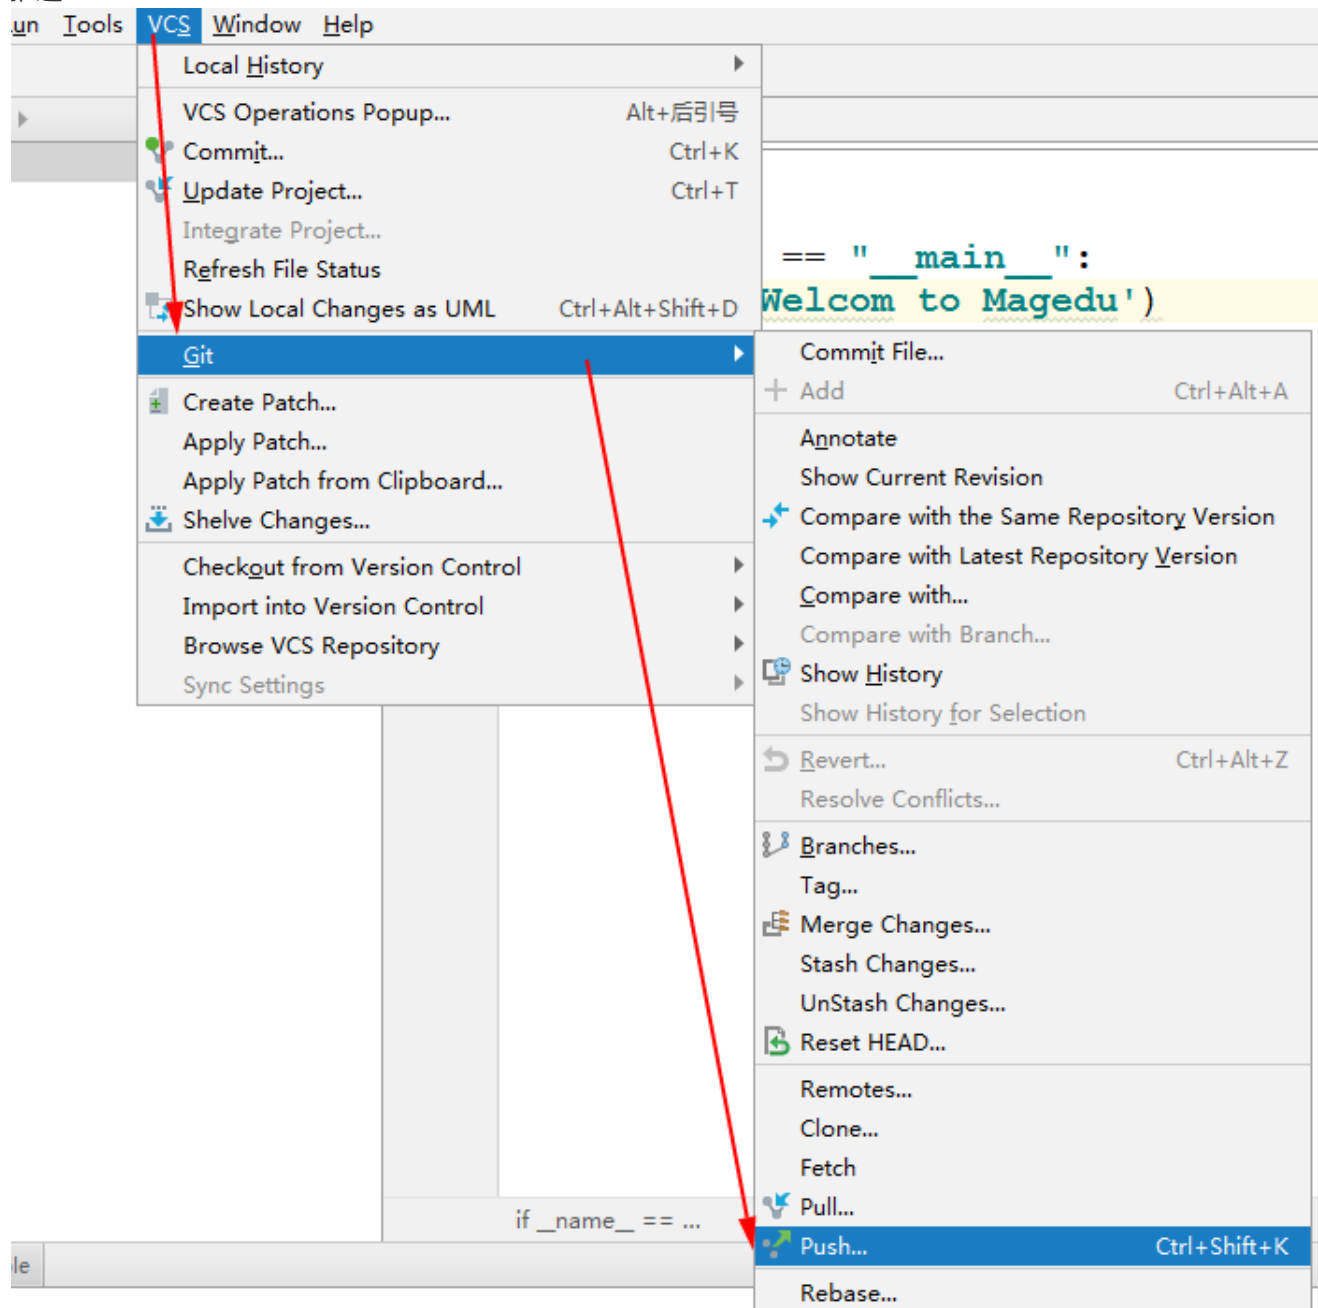 un Tools VCS Window Help
Local History
VCS Operations Popup... Alt+后引号
Commit... Ctrl+K
Update Project... Ctrl+T
Integrate Project...
Refresh File Status
Show Local Changes as UML Ctrl+Alt+Shift+D
Git
Create Patch...
Apply Patch...
Apply Patch from Clipboard...
Shelve Changes...
Checkout from Version Control
Import into Version Control
Browse VCS Repository
Sync Settings
== "__main__":
Welcom to Magedu')
Commit File...
Add Ctrl+Alt+A
Annotate
Show Current Revision
Compare with the Same Repository Version
Compare with Latest Repository Version
Compare with...
Compare with Branch...
Show History
Show History for Selection
Revert... Ctrl+Alt+Z
Resolve Conflicts...
Branches...
Tag...
Merge Changes...
Stash Changes...
UnStash Changes...
Reset HEAD...
Remotes...
Clone...
Fetch
Pull...
Push... Ctrl+Shift+K
Rebase...
if __name__ == ...
le